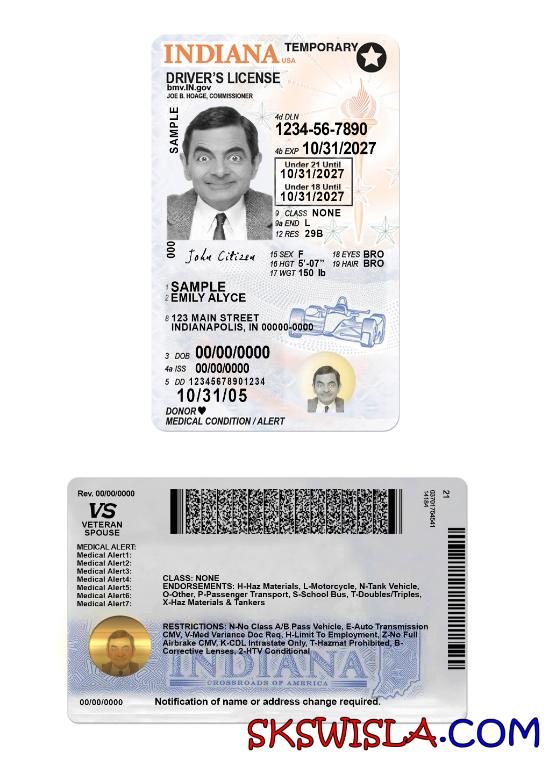 INDIANA USA TEMPORARY
DRIVER'S LICENSE
bmv.IN.gov
JOE B. HOAGE, COMMISSIONER
SAMPLE
4d DLN
1234-56-7890
4b EXP 10/31/2027
Under 21 Until
10/31/2027
Under 18 Until
10/31/2027
9 CLASS NONE
9a END L
12 RES 29B
000
John Citizen
15 SEX F 18 EYES BRO
16 HGT 5'-07" 19 HAIR BRO
17 WGT 150 lb
1 SAMPLE
2 EMILY ALYCE
8 123 MAIN STREET
INDIANAPOLIS, IN 00000-0000
3 DOB 00/00/0000
4a ISS 00/00/0000
5 DD 12345678901234
10/31/05
DONOR♥
MEDICAL CONDITION / ALERT
Rev. 00/00/0000
VS
VETERAN
SPOUSE
21
MEDICAL ALERT:
Medical Alert1:
Medical Alert2:
Medical Alert3:
Medical Alert4:
Medical Alert5:
Medical Alert6:
Medical Alert7:
CLASS: NONE
ENDORSEMENTS: H-Haz Materials, L-Motorcycle, N-Tank Vehicle,
O-Other, P-Passenger Transport, S-School Bus, T-Doubles/Triples,
X-Haz Materials & Tankers
RESTRICTIONS: N-No Class A/B Pass Vehicle, E-Auto Transmission
CMV, V-Med Variance Doc Req, H-Limit To Employment, Z-No Full
Airbrake CMV, K-CDL Intrastate Only, T-Hazmat Prohibited, B-
Corrective Lenses, 2-HTV Conditional
INDIANA
CROSSROADS OF AMERICA
00/00/0000
Notification of name or address change required.
SKSWISLA.COM